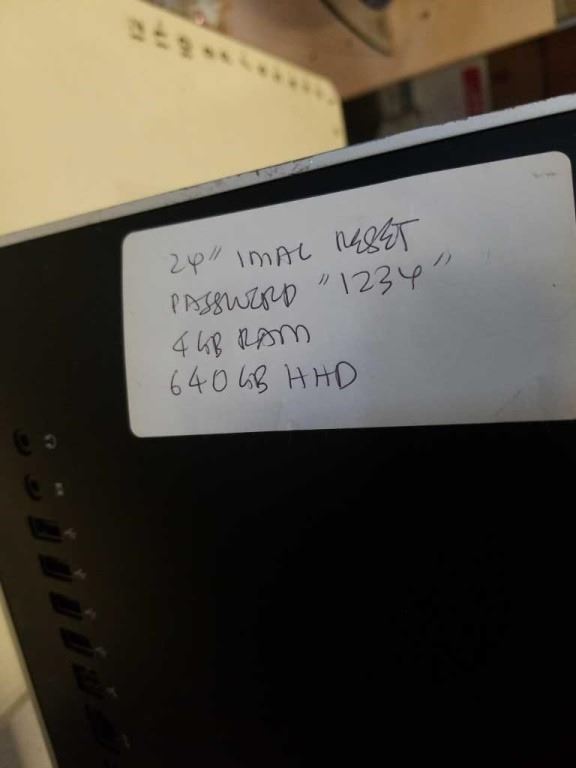 24" IMAC RESET
PASSWORD "1234"
4GB RAM
640GB HHD